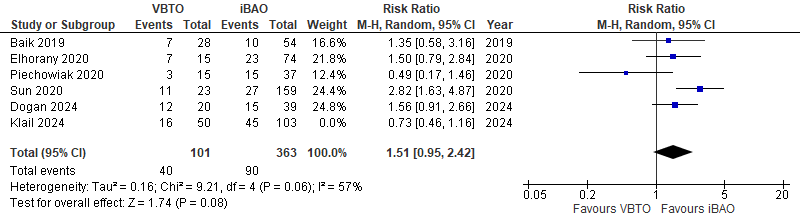 VBTO iBAO Risk Ratio Risk Ratio
Study or Subgroup Events Total Events Total Weight M-H, Random, 95% CI Year M-H, Random, 95% CI
Baik 2019 7 28 10 54 16.6% 1.35 [0.58, 3.16] 2019
Elhorany 2020 7 15 23 74 21.8% 1.50 [0.79, 2.84] 2020
Piechowiak 2020 3 15 15 37 12.4% 0.49 [0.17, 1.46] 2020
Sun 2020 11 23 27 159 24.4% 2.82 [1.63, 4.87] 2020
Dogan 2024 12 20 15 39 24.9% 1.56 [0.91, 2.66] 2024
Klail 2024 16 50 45 103 0.0% 0.73 [0.46, 1.16] 2024
Total (95% CI) 101 363 100.0% 1.51 [0.95, 2.42]
Total events 40 90
Heterogeneity: Tau² = 0.16; Chi² = 9.21, df = 4 (P = 0.06); I² = 57%
Test for overall effect: Z = 1.74 (P = 0.08)
0.05 0.2 1 5 20
Favours VBTO Favours iBAO